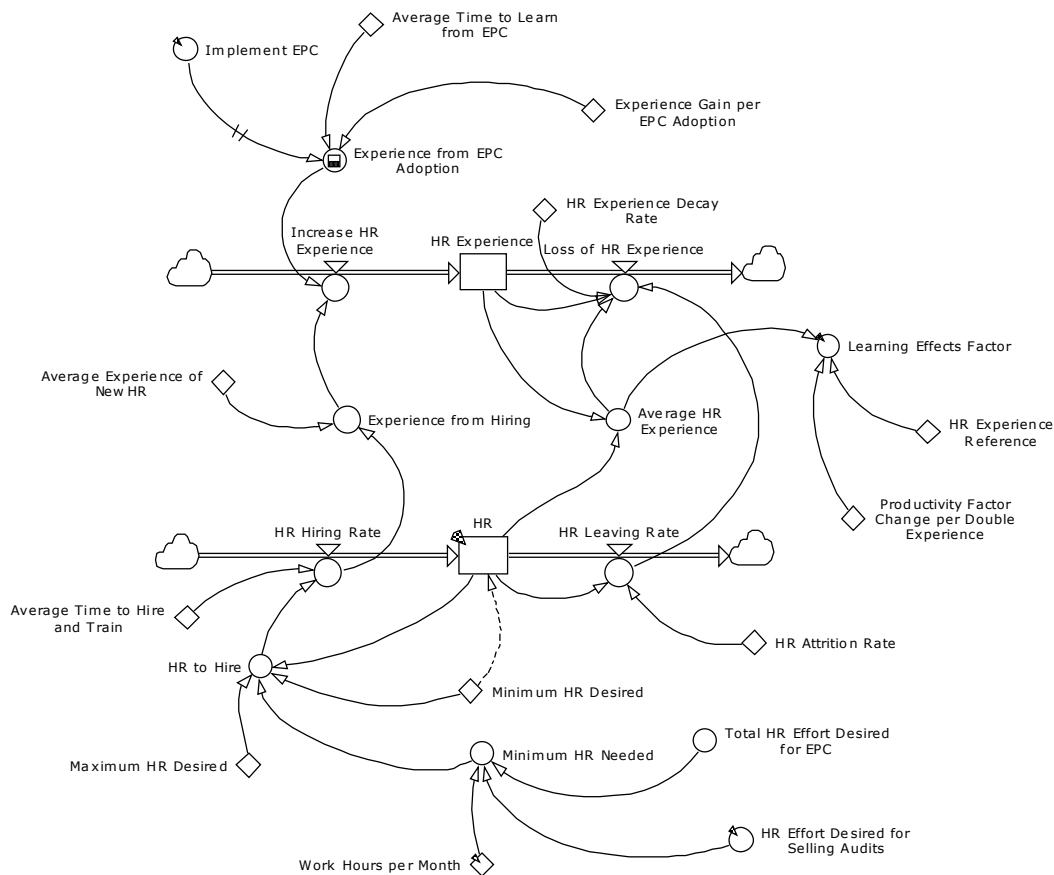 Average Time to Learn
from EPC
Implement EPC
Experience Gain per
EPC Adoption
Experience from EPC
Adoption
HR Experience Decay
Rate
Increase HR
Experience
HR Experience
Loss of HR Experience
Learning Effects Factor
Average Experience of
New HR
Experience from Hiring
Average HR
Experience
HR Experience
Reference
Productivity Factor
Change per Double
Experience
HR Hiring Rate
HR
HR Leaving Rate
Average Time to Hire
and Train
HR Attrition Rate
HR to Hire
Minimum HR Desired
Total HR Effort Desired
for EPC
Maximum HR Desired
Minimum HR Needed
HR Effort Desired for
Selling Audits
Work Hours per Month